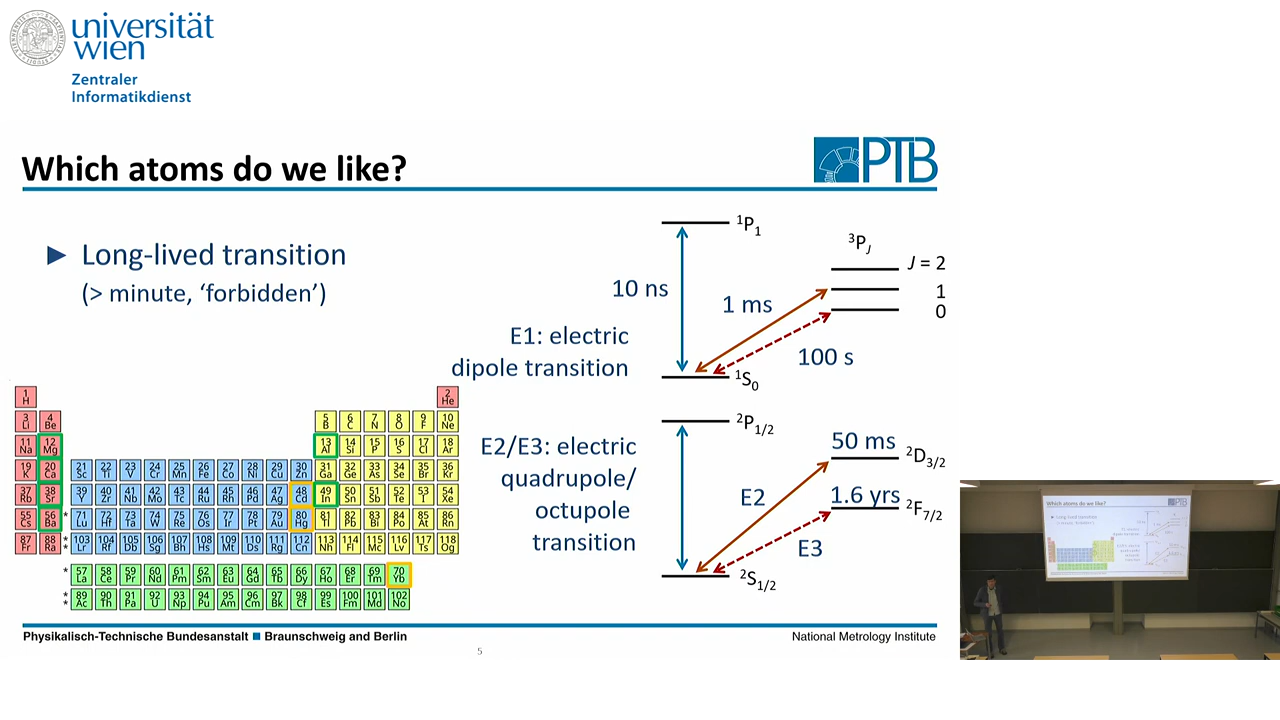 universität
wien
Zentraler
Informatikdienst
Which atoms do we like?
PTB
► Long-lived transition
(> minute, ‘forbidden’)
¹P₁
³P_J
J = 2
1
0
10 ns
1 ms
100 s
E1: electric
dipole transition
¹S₀
²P₁/₂
E2/E3: electric
quadrupole/
octupole
transition
50 ms
²D₃/₂
E2
1.6 yrs
²F₇/₂
E3
²S₁/₂
1 H 2 He
3 Li 4 Be 5 B 6 C 7 N 8 O 9 F 10 Ne
11 Na 12 Mg 13 Al 14 Si 15 P 16 S 17 Cl 18 Ar
19 K 20 Ca 21 Sc 22 Ti 23 V 24 Cr 25 Mn 26 Fe 27 Co 28 Ni 29 Cu 30 Zn 31 Ga 32 Ge 33 As 34 Se 35 Br 36 Kr
37 Rb 38 Sr 39 Y 40 Zr 41 Nb 42 Mo 43 Tc 44 Ru 45 Rh 46 Pd 47 Ag 48 Cd 49 In 50 Sn 51 Sb 52 Te 53 I 54 Xe
55 Cs 56 Ba * 71 Lu 72 Hf 73 Ta 74 W 75 Re 76 Os 77 Ir 78 Pt 79 Au 80 Hg 81 Tl 82 Pb 83 Bi 84 Po 85 At 86 Rn
87 Fr 88 Ra * * 103 Lr 104 Rf 105 Db 106 Sg 107 Bh 108 Hs 109 Mt 110 Ds 111 Rg 112 Cn 113 Nh 114 Fl 115 Mc 116 Lv 117 Ts 118 Og
* 57 La 58 Ce 59 Pr 60 Nd 61 Pm 62 Sm 63 Eu 64 Gd 65 Tb 66 Dy 67 Ho 68 Er 69 Tm 70 Yb
* * 89 Ac 90 Th 91 Pa 92 U 93 Np 94 Pu 95 Am 96 Cm 97 Bk 98 Cf 99 Es 100 Fm 101 Md 102 No
Physikalisch-Technische Bundesanstalt ■ Braunschweig and Berlin
National Metrology Institute
5
Which atoms do we like?
PTB